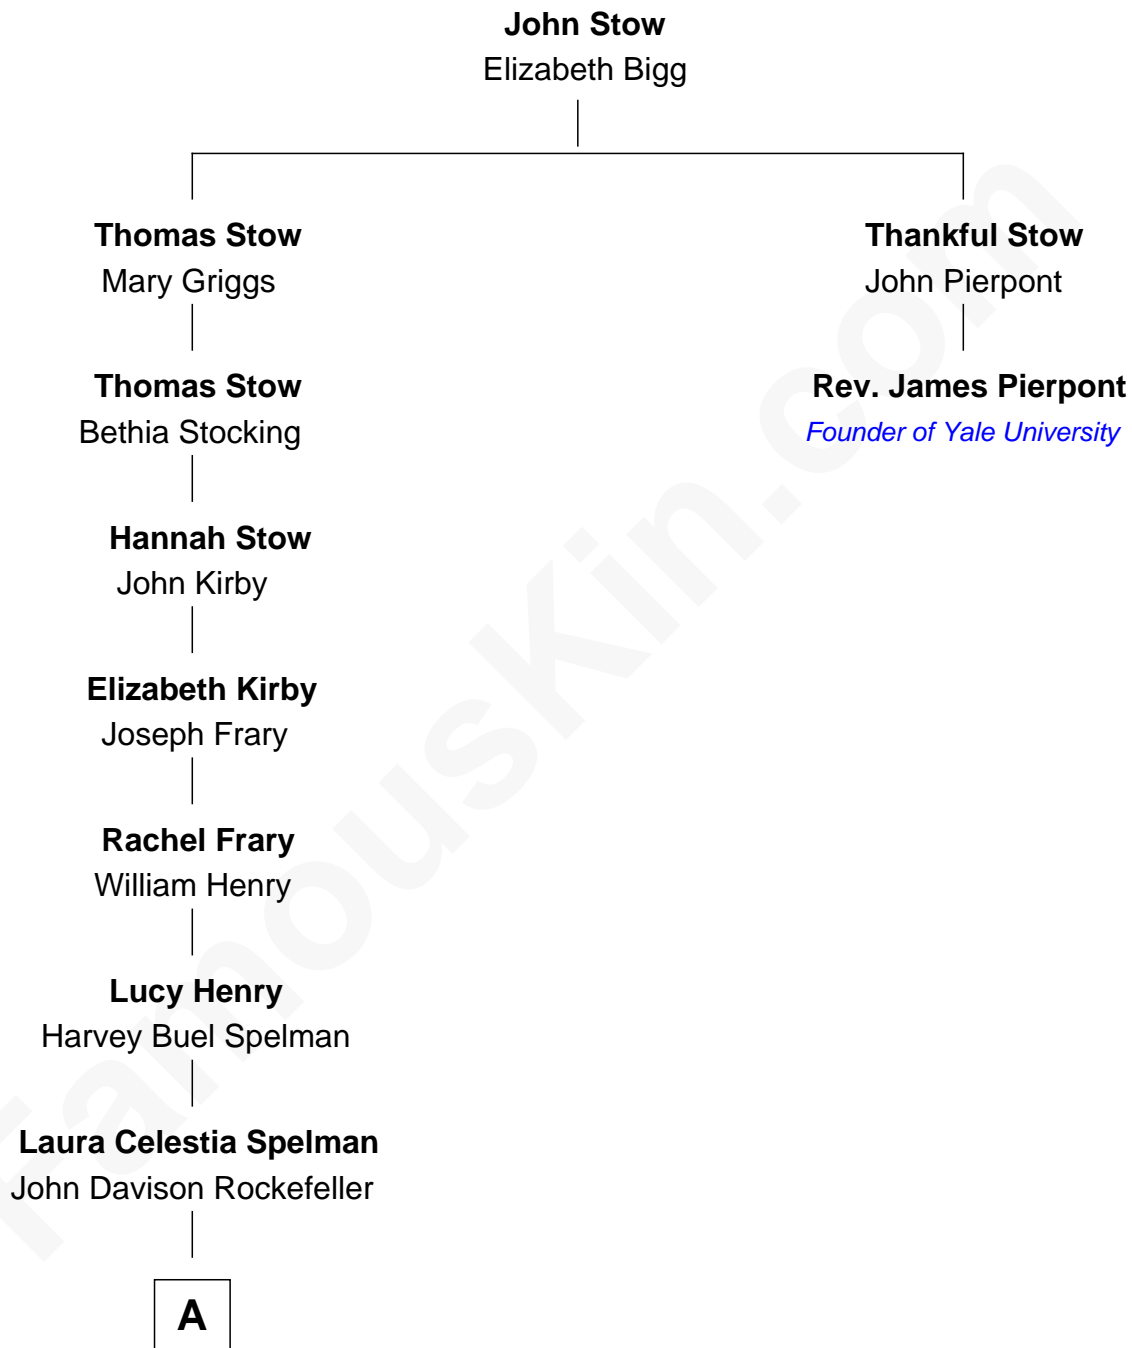 John Stow
Elizabeth Bigg
Thomas Stow
Mary Griggs
Thankful Stow
John Pierpont
Thomas Stow
Bethia Stocking
Rev. James Pierpont
Founder of Yale University
Hannah Stow
John Kirby
Elizabeth Kirby
Joseph Frary
Rachel Frary
William Henry
Lucy Henry
Harvey Buel Spelman
Laura Celestia Spelman
John Davison Rockefeller
A
FamousKin.com